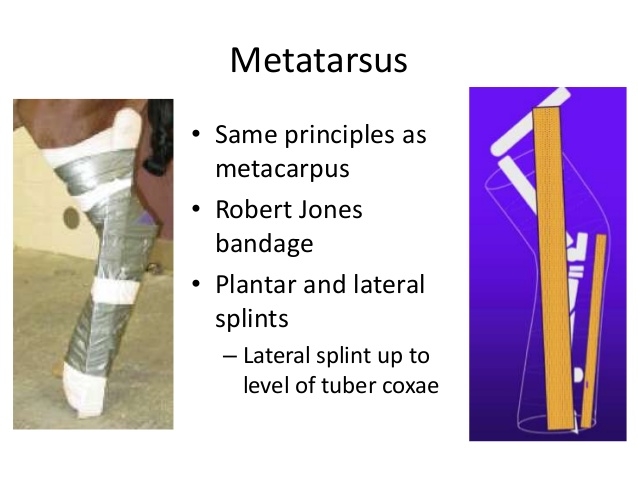 Metatarsus
• Same principles as
metacarpus
• Robert Jones
bandage
• Plantar and lateral
splints
– Lateral splint up to
level of tuber coxae